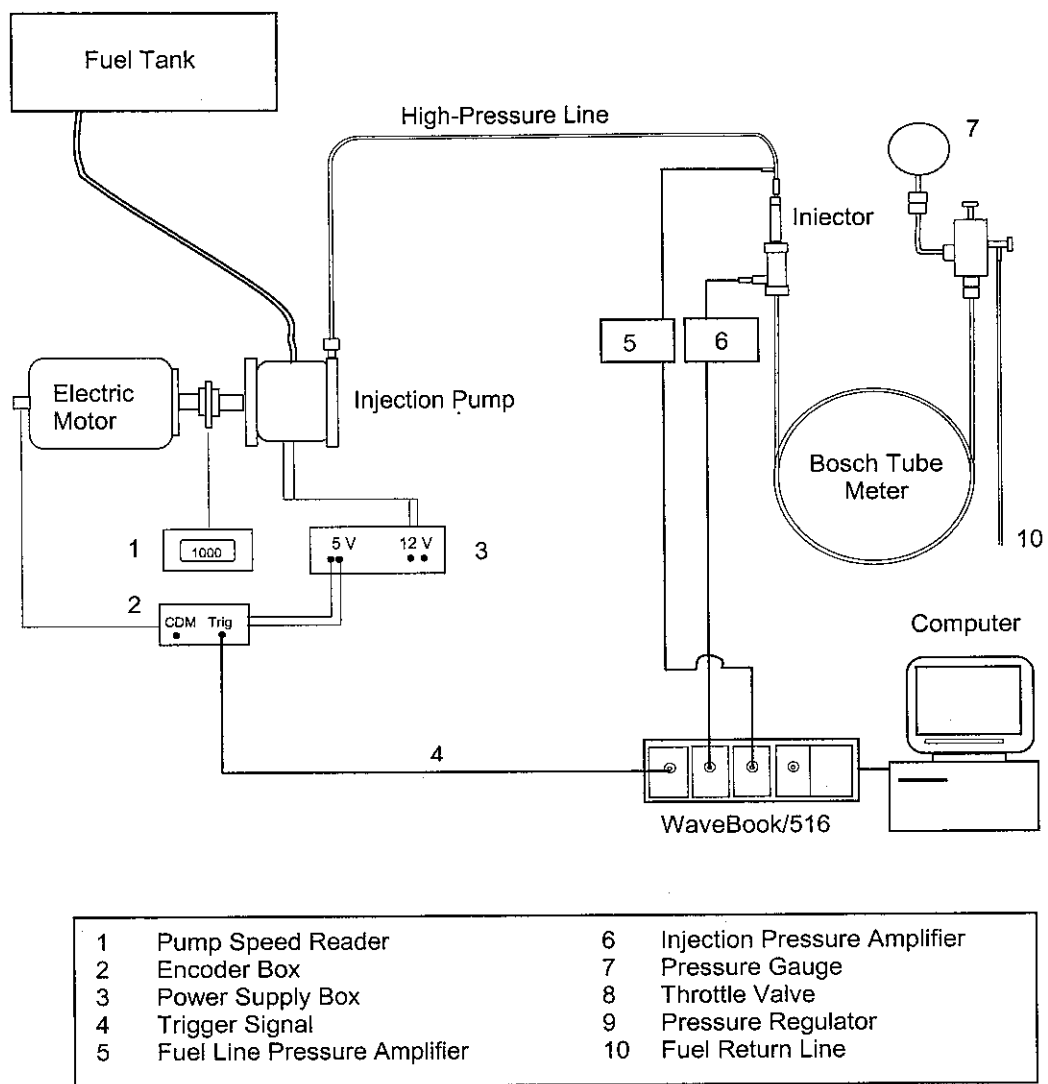 Fuel Tank
High-Pressure Line
7
Iniector
5
6
Electric
Motor
Injection Pump
Bosch Tube
Meter
1
1000
5 V
12 V
3
10
2
CDM
Trig
Computer
4
WaveBook/516
1 Pump Speed Reader
2 Encoder Box
3 Power Supply Box
4 Trigger Signal
5 Fuel Line Pressure Amplifier
6 Injection Pressure Amplifier
7 Pressure Gauge
8 Throttle Valve
9 Pressure Regulator
10 Fuel Return Line